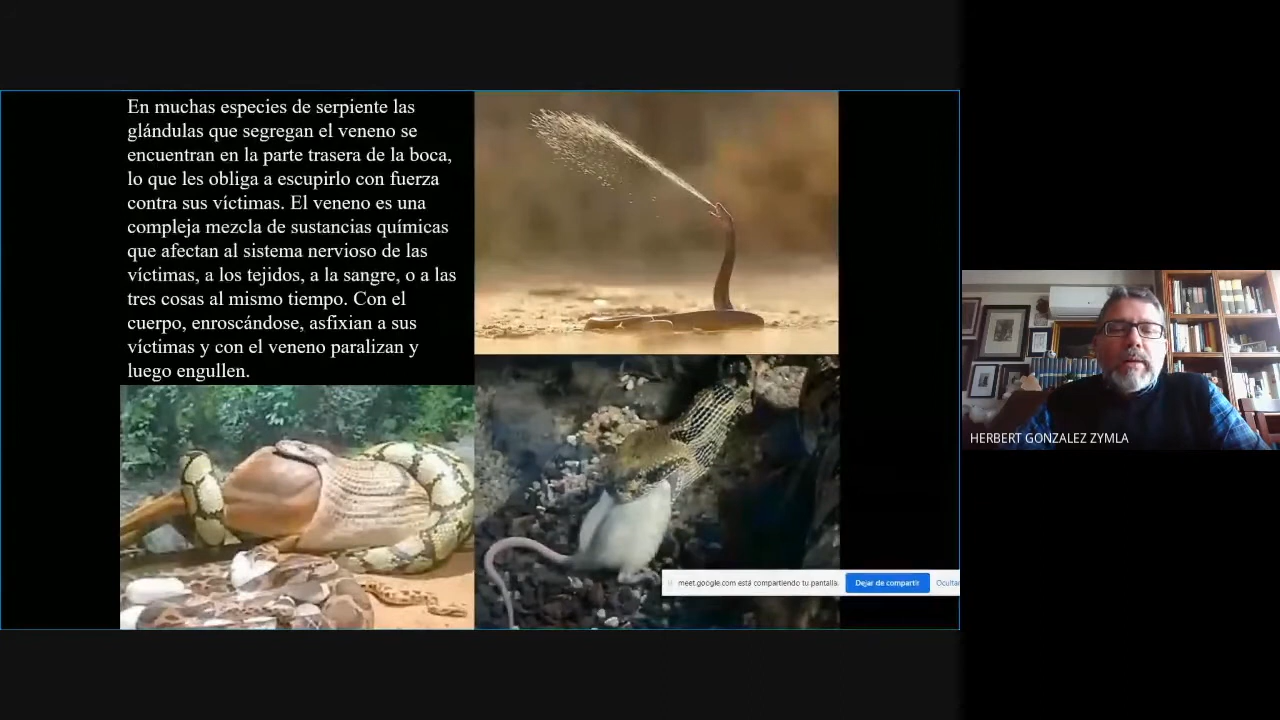 En muchas especies de serpiente las
glándulas que segregan el veneno se
encuentran en la parte trasera de la boca,
lo que les obliga a escupirlo con fuerza
contra sus víctimas. El veneno es una
compleja mezcla de sustancias químicas
que afectan al sistema nervioso de las
víctimas, a los tejidos, a la sangre, o a las
tres cosas al mismo tiempo. Con el
cuerpo, enroscándose, asfixian a sus
víctimas y con el veneno paralizan y
luego engullen.
HERBERT GONZALEZ ZYMLA
meet.google.com está compartiendo tu pantalla. Dejar de compartir